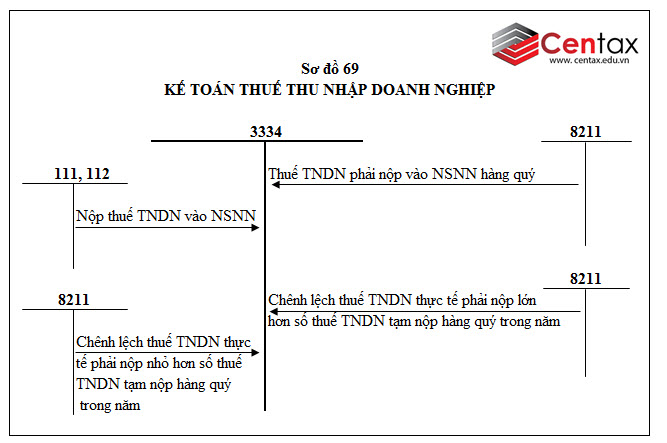 Centax
www. centax.edu.vn
Sơ đồ 69
KẾ TOÁN THUẾ THU NHẬP DOANH NGHIỆP
3334
8211
111, 112
Thuế TNDN phải nộp vào NSNN hàng quý
Nộp thuế TNDN vào NSNN
8211
8211
Chênh lệch thuế TNDN thực tế phải nộp lớn
hơn số thuế TNDN tạm nộp hàng quý trong năm
Chênh lệch thuế TNDN thực
tế phải nộp nhỏ hơn số thuế
TNDN tạm nộp hàng quý
trong năm